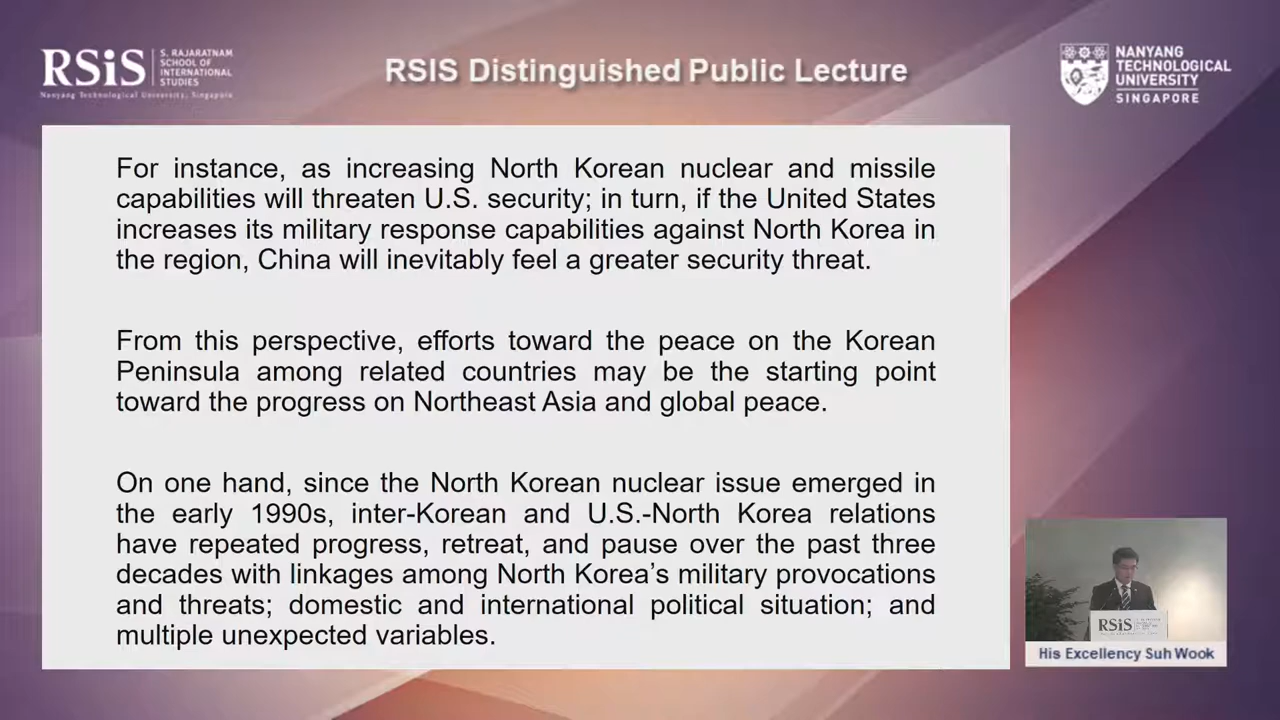 RSiS
S. RAJARATNAM
SCHOOL OF
INTERNATIONAL
STUDIES
Nanyang Technological University, Singapore
RSIS Distinguished Public Lecture
NANYANG
TECHNOLOGICAL
UNIVERSITY
SINGAPORE
For instance, as increasing North Korean nuclear and missile
capabilities will threaten U.S. security; in turn, if the United States
increases its military response capabilities against North Korea in
the region, China will inevitably feel a greater security threat.
From this perspective, efforts toward the peace on the Korean
Peninsula among related countries may be the starting point
toward the progress on Northeast Asia and global peace.
On one hand, since the North Korean nuclear issue emerged in
the early 1990s, inter-Korean and U.S.-North Korea relations
have repeated progress, retreat, and pause over the past three
decades with linkages among North Korea’s military provocations
and threats; domestic and international political situation; and
multiple unexpected variables.
RSiS
His Excellency Suh Wook